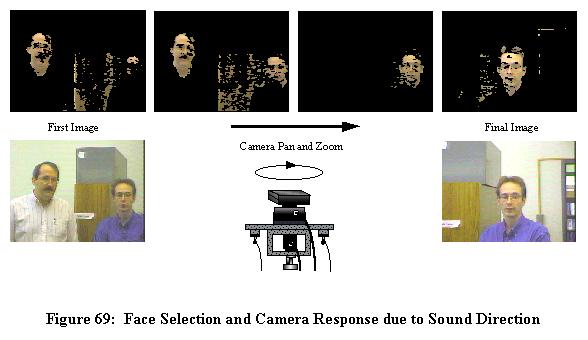 First Image
Final Image
Camera Pan and Zoom
Figure 69:  Face Selection and Camera Response due to Sound Direction